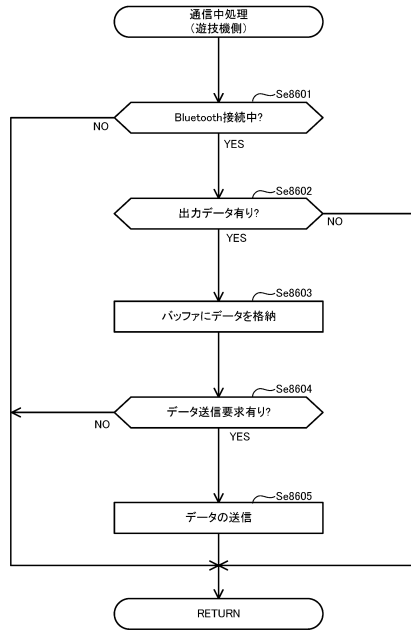 通信中処理
(遊技機側)
Se8601
Bluetooth接続中?
NO
YES
Se8602
出力データ有り?
NO
YES
Se8603
バッファにデータを格納
Se8604
データ送信要求有り?
NO
YES
Se8605
データの送信
RETURN